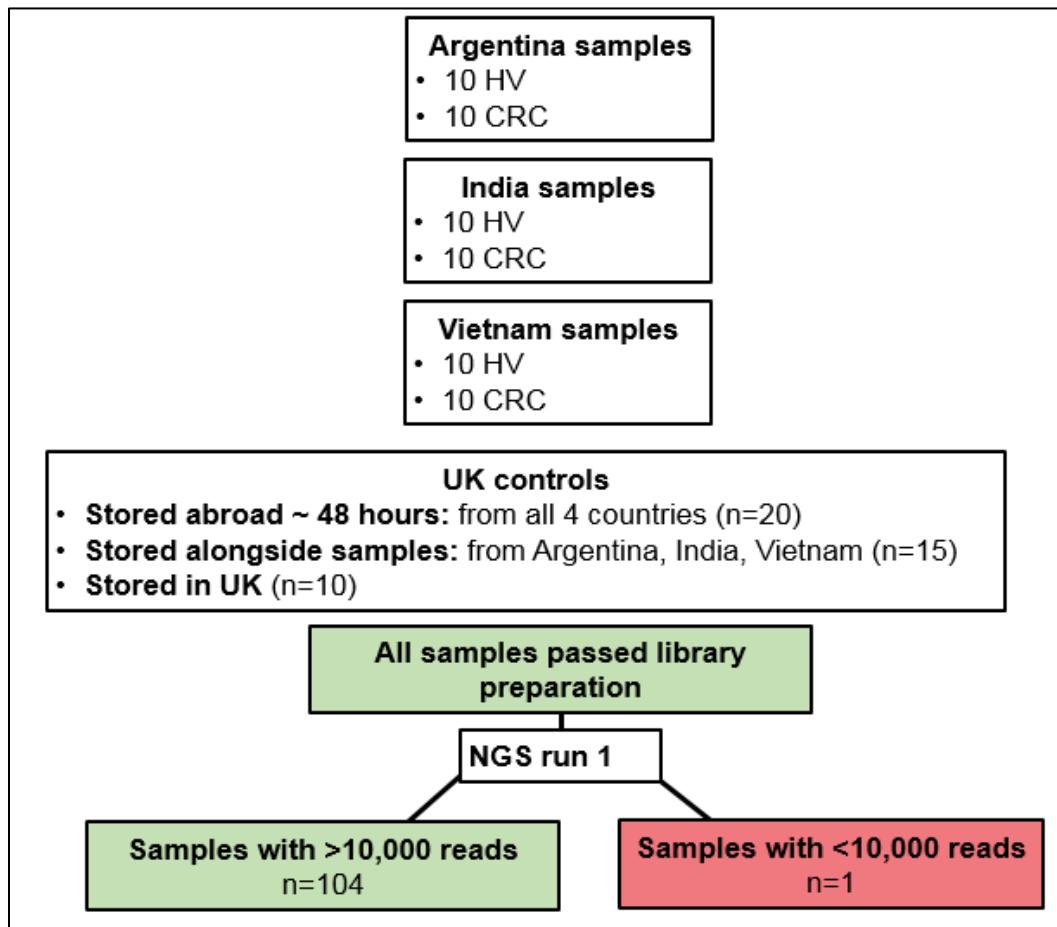 Argentina samples
• 10 HV
• 10 CRC
India samples
• 10 HV
• 10 CRC
Vietnam samples
• 10 HV
• 10 CRC
UK controls
• Stored abroad ~ 48 hours: from all 4 countries (n=20)
• Stored alongside samples: from Argentina, India, Vietnam (n=15)
• Stored in UK (n=10)
All samples passed library
preparation
NGS run 1
Samples with >10,000 reads
n=104
Samples with <10,000 reads
n=1